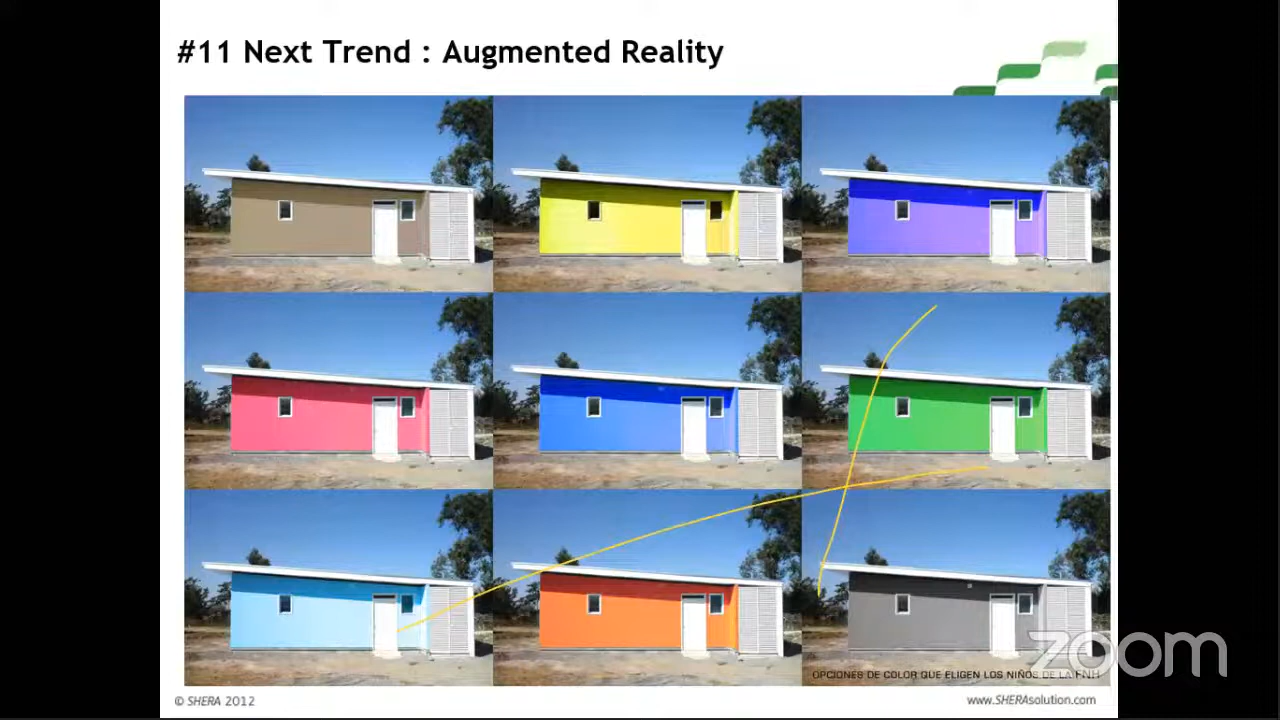 #11 Next Trend : Augmented Reality
OPCIONES DE COLOR QUE ELIGEN LOS NIÑOS DE LA FNH
© SHERA 2012
www.SHERAsolution.com
zoom